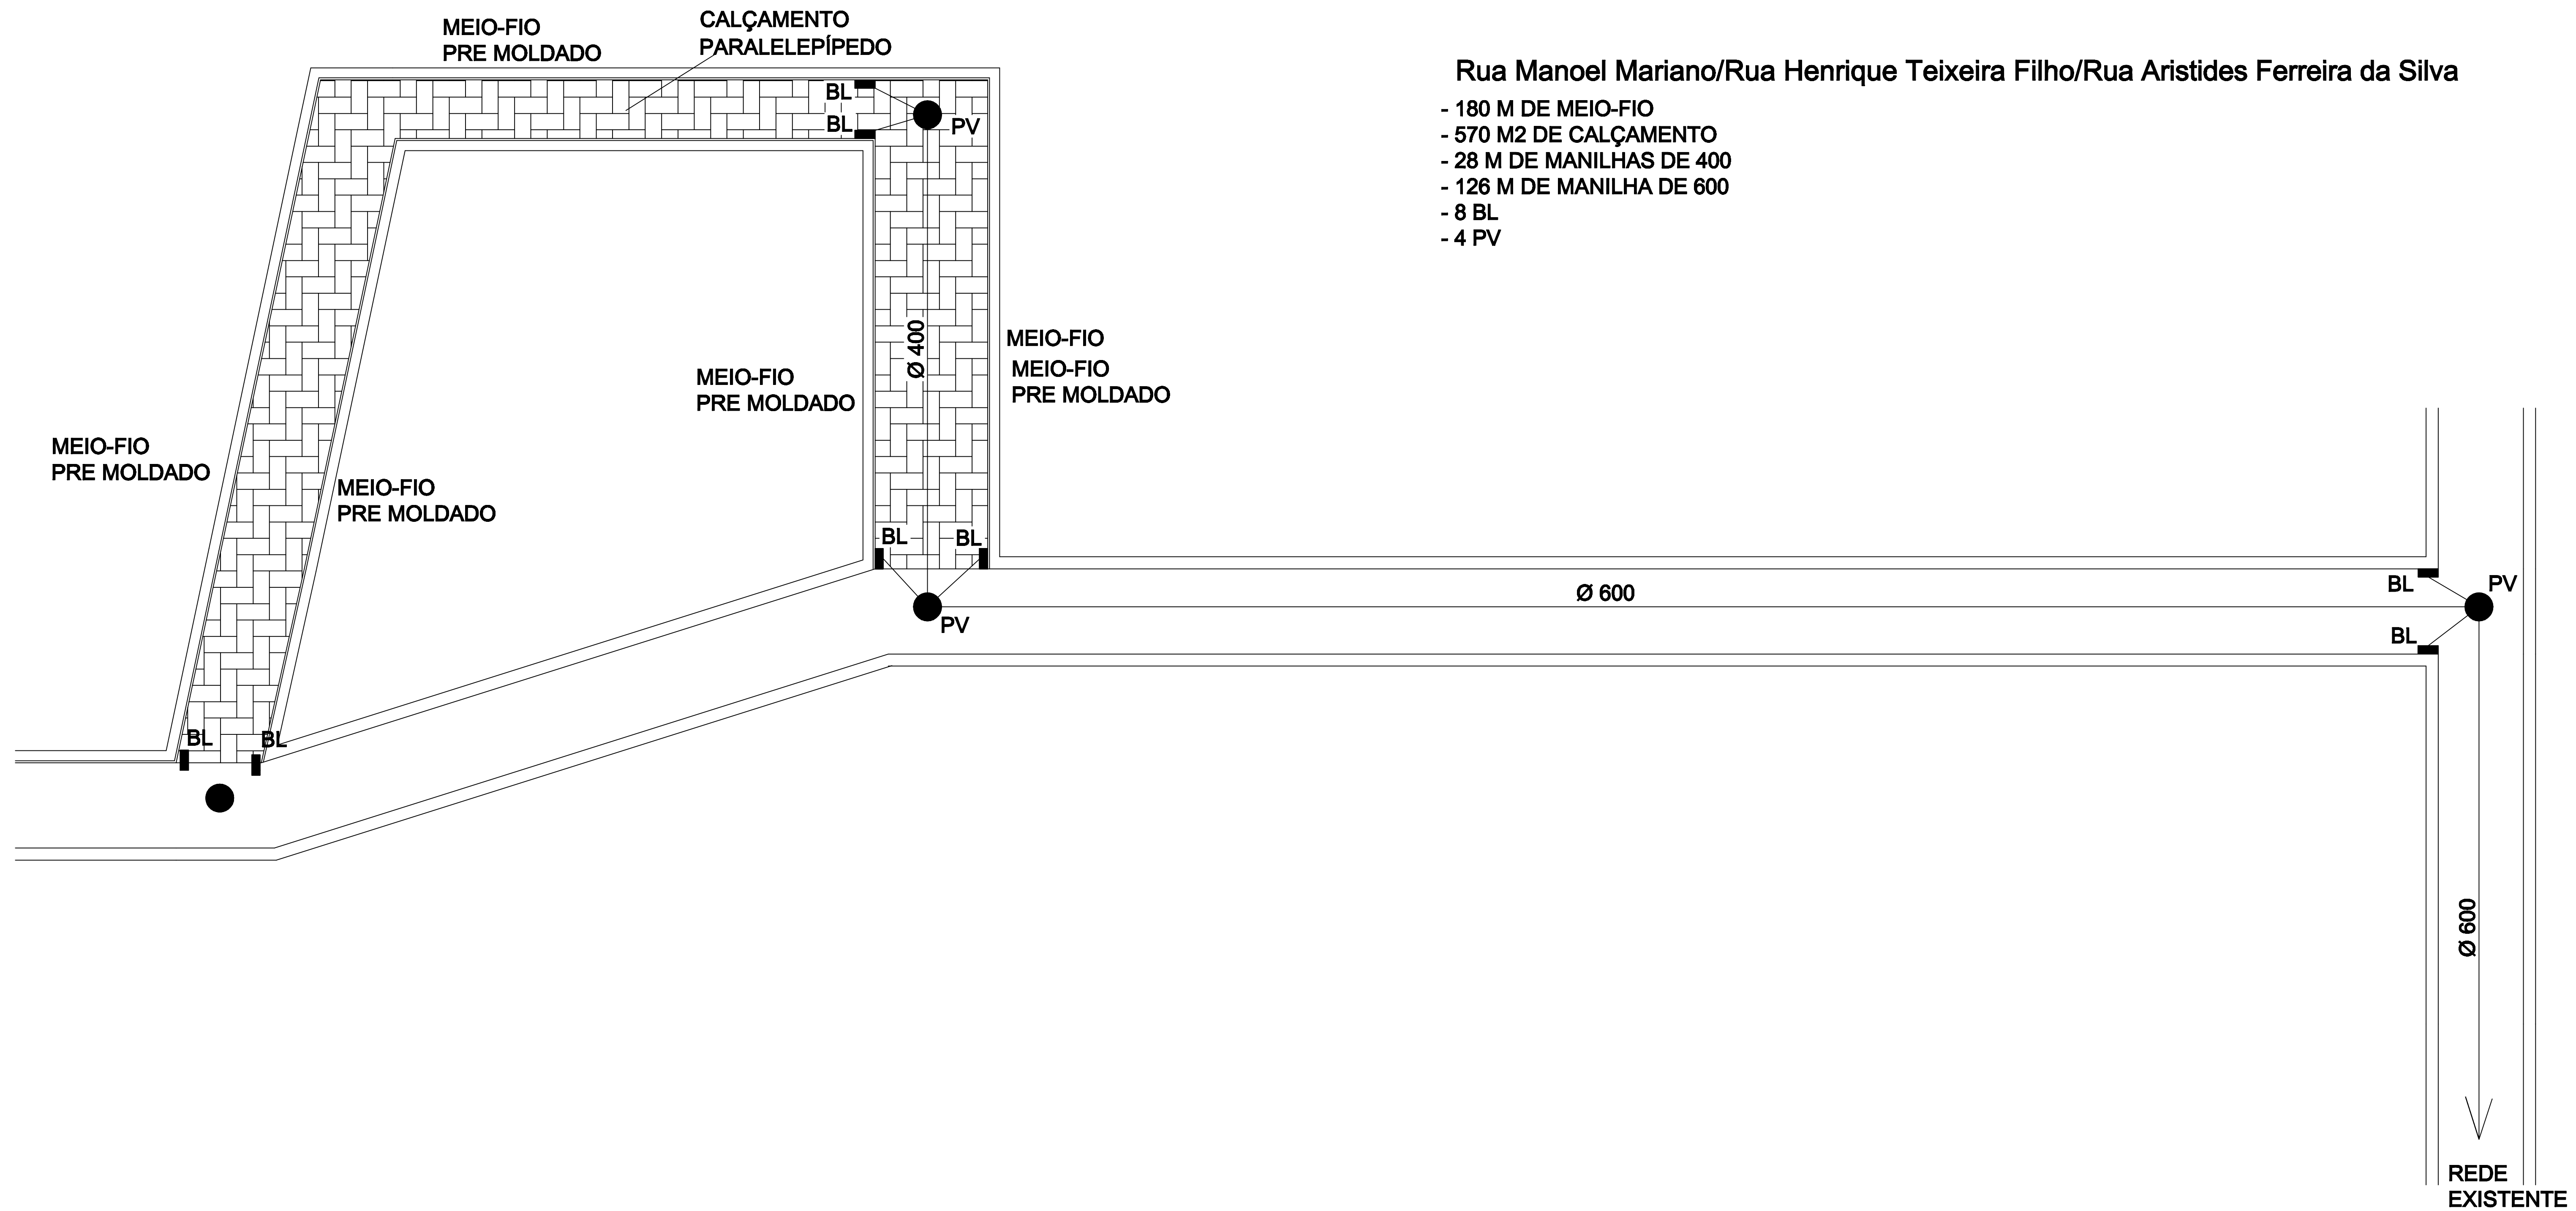 MEIO-FIO
PRE MOLDADO
CALÇAMENTO
PARALELEPÍPEDO
Rua Manoel Mariano/Rua Henrique Teixeira Filho/Rua Aristides Ferreira da Silva
- 180 M DE MEIO-FIO
- 570 M2 DE CALÇAMENTO
- 28 M DE MANILHAS DE 400
- 126 M DE MANILHA DE 600
- 8 BL
- 4 PV
BL
BL
PV
Ø 400
MEIO-FIO
MEIO-FIO
PRE MOLDADO
MEIO-FIO
PRE MOLDADO
MEIO-FIO
PRE MOLDADO
MEIO-FIO
PRE MOLDADO
BL
BL
PV
Ø 600
BL
PV
BL
BL
BL
Ø 600
REDE
EXISTENTE